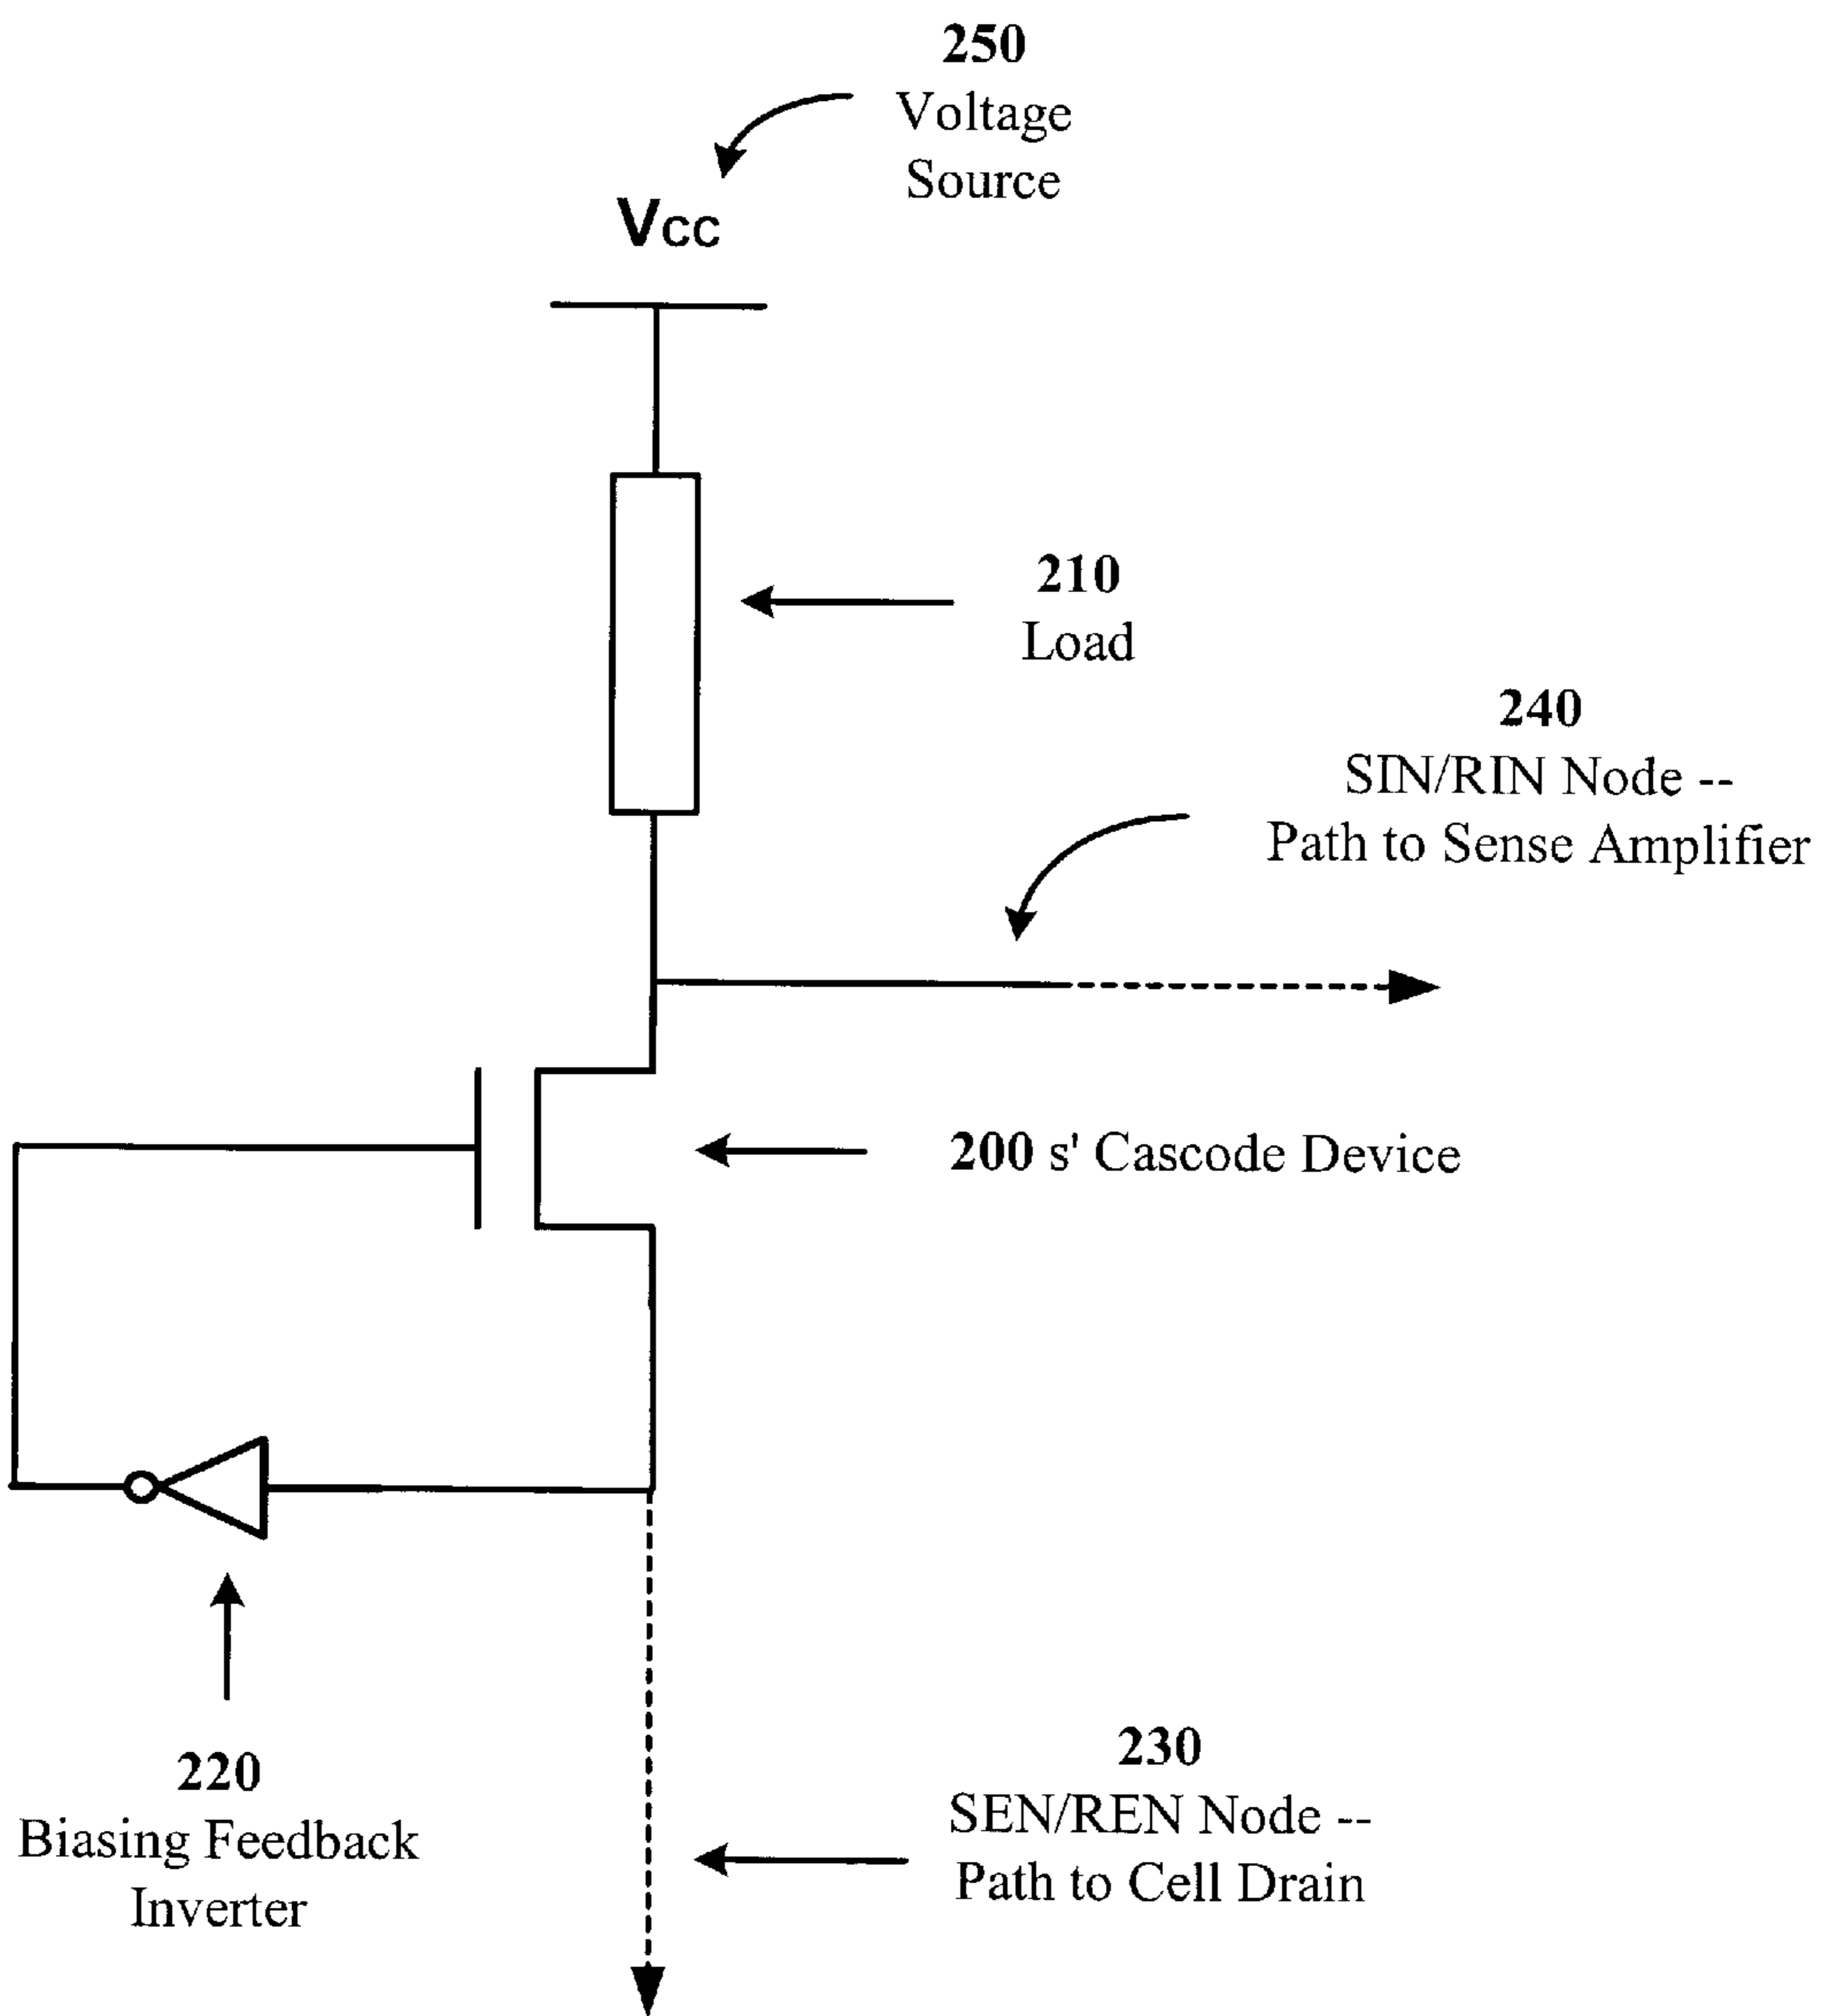 250
Voltage
Source
Vcc
210
Load
240
SIN/RIN Node --
Path to Sense Amplifier
200 s' Cascode Device
220
Biasing Feedback
Inverter
230
SEN/REN Node --
Path to Cell Drain